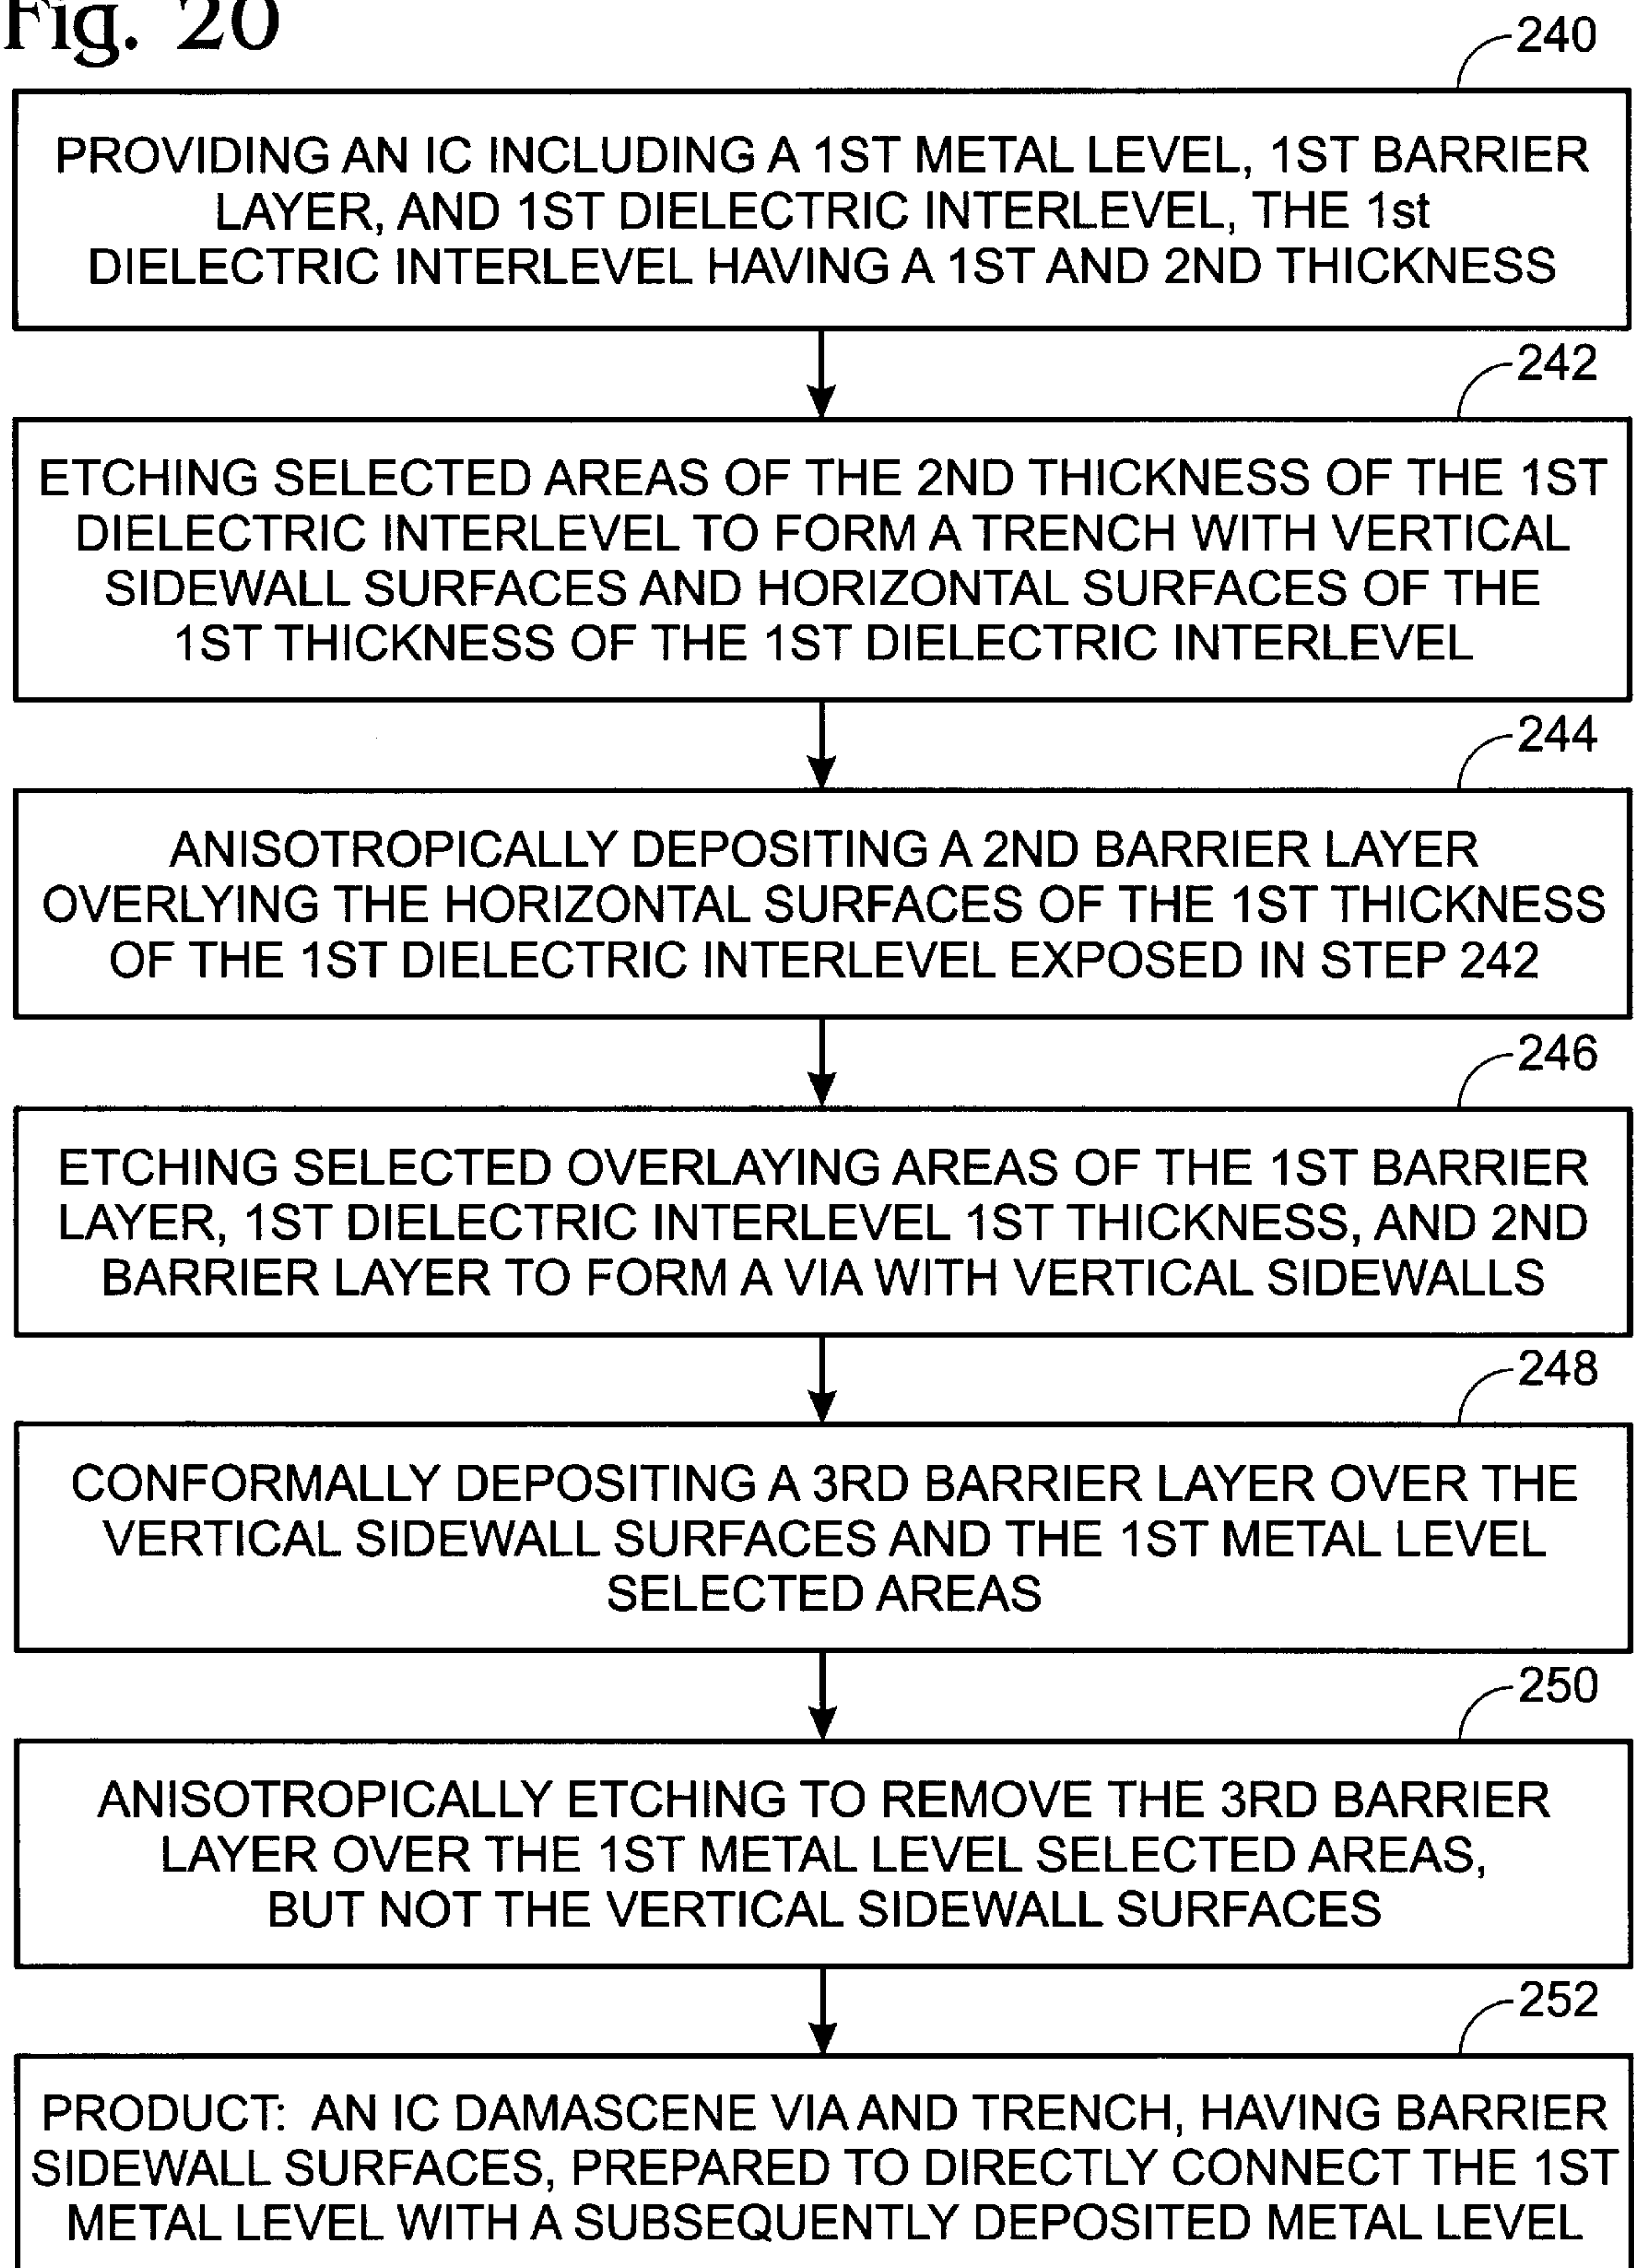 Fig. 20
240
PROVIDING AN IC INCLUDING A 1ST METAL LEVEL, 1ST BARRIER
LAYER, AND 1ST DIELECTRIC INTERLEVEL, THE 1st
DIELECTRIC INTERLEVEL HAVING A 1ST AND 2ND THICKNESS
242
ETCHING SELECTED AREAS OF THE 2ND THICKNESS OF THE 1ST
DIELECTRIC INTERLEVEL TO FORM A TRENCH WITH VERTICAL
SIDEWALL SURFACES AND HORIZONTAL SURFACES OF THE
1ST THICKNESS OF THE 1ST DIELECTRIC INTERLEVEL
244
ANISOTROPICALLY DEPOSITING A 2ND BARRIER LAYER
OVERLYING THE HORIZONTAL SURFACES OF THE 1ST THICKNESS
OF THE 1ST DIELECTRIC INTERLEVEL EXPOSED IN STEP 242
246
ETCHING SELECTED OVERLAYING AREAS OF THE 1ST BARRIER
LAYER, 1ST DIELECTRIC INTERLEVEL 1ST THICKNESS, AND 2ND
BARRIER LAYER TO FORM A VIA WITH VERTICAL SIDEWALLS
248
CONFORMALLY DEPOSITING A 3RD BARRIER LAYER OVER THE
VERTICAL SIDEWALL SURFACES AND THE 1ST METAL LEVEL
SELECTED AREAS
250
ANISOTROPICALLY ETCHING TO REMOVE THE 3RD BARRIER
LAYER OVER THE 1ST METAL LEVEL SELECTED AREAS,
BUT NOT THE VERTICAL SIDEWALL SURFACES
252
PRODUCT: AN IC DAMASCENE VIA AND TRENCH, HAVING BARRIER
SIDEWALL SURFACES, PREPARED TO DIRECTLY CONNECT THE 1ST
METAL LEVEL WITH A SUBSEQUENTLY DEPOSITED METAL LEVEL